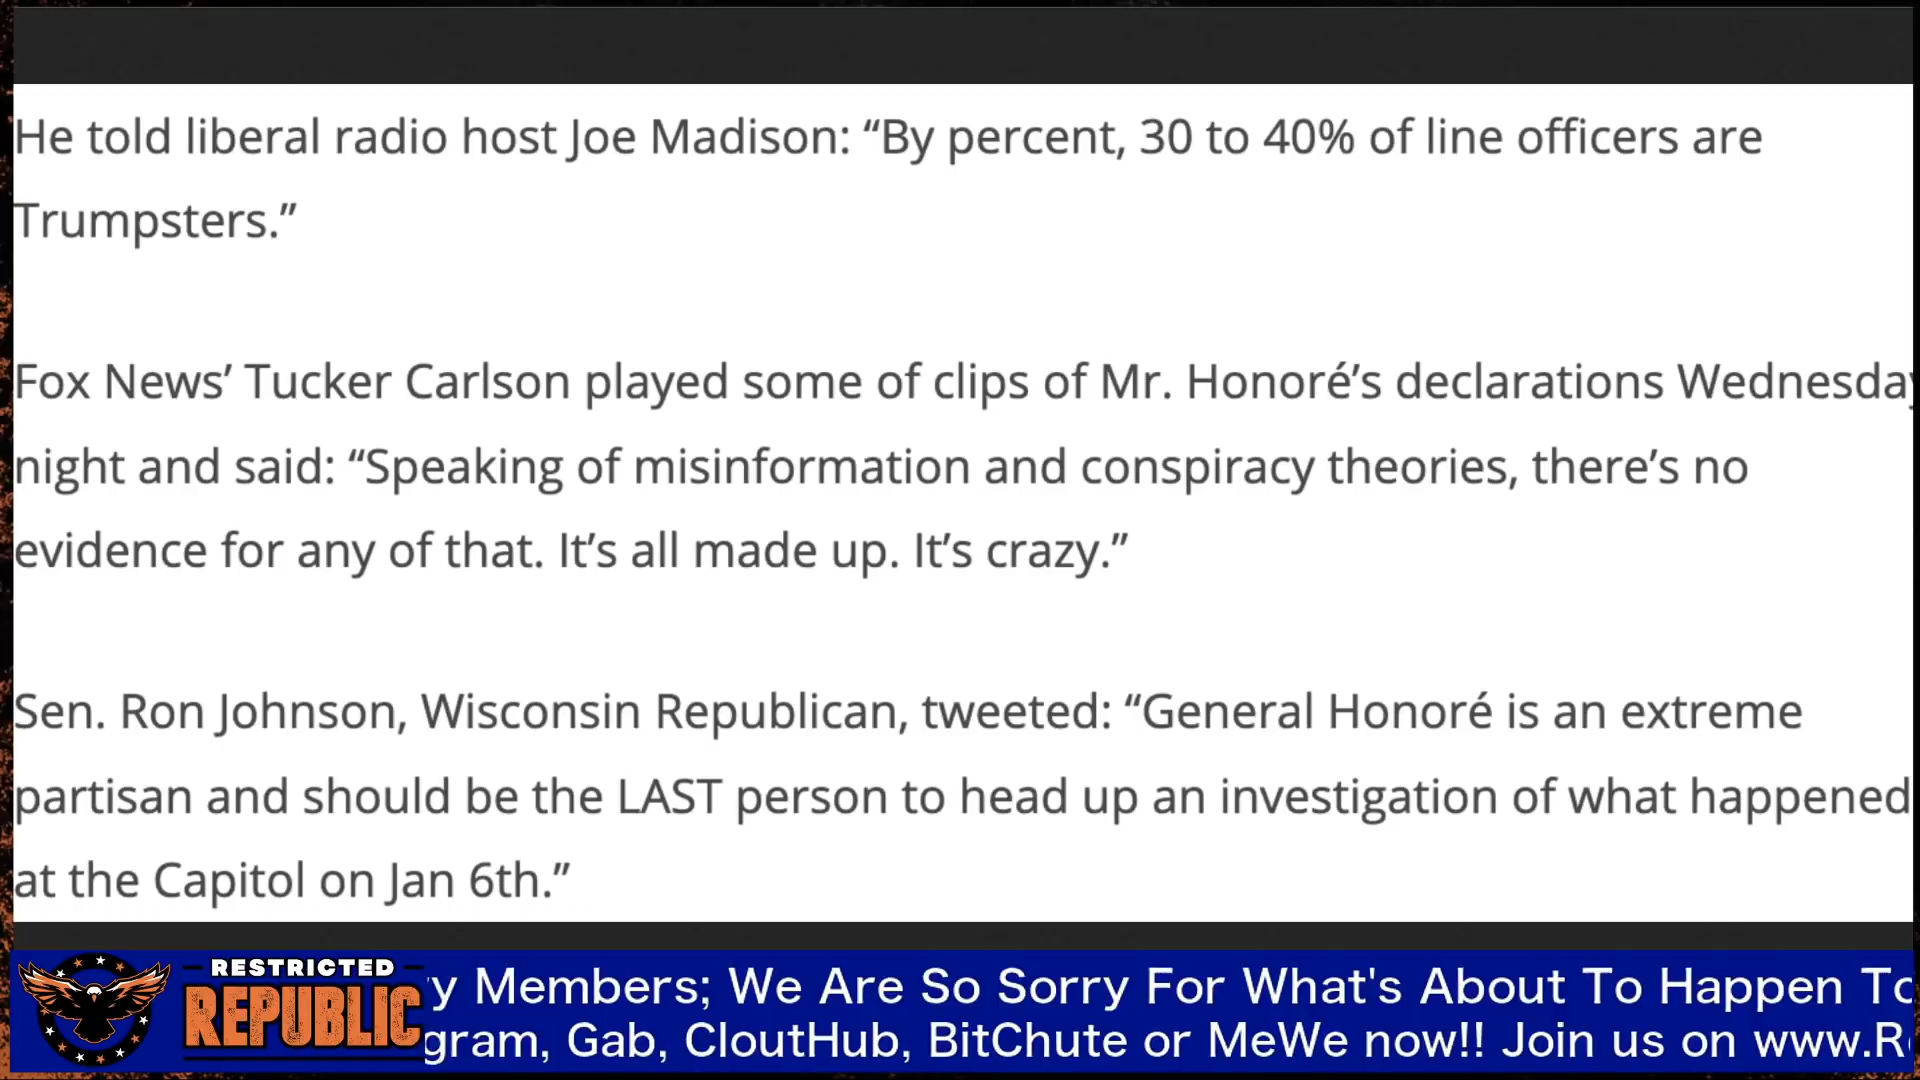 He told liberal radio host Joe Madison: “By percent, 30 to 40% of line officers are
Trumpsters.”
Fox News’ Tucker Carlson played some of clips of Mr. Honoré’s declarations Wednesday
night and said: “Speaking of misinformation and conspiracy theories, there’s no
evidence for any of that. It’s all made up. It’s crazy.”
Sen. Ron Johnson, Wisconsin Republican, tweeted: “General Honoré is an extreme
partisan and should be the LAST person to head up an investigation of what happened
at the Capitol on Jan 6th.”
RESTRICTED
REPUBLIC
y Members; We Are So Sorry For What's About To Happen To
gram, Gab, CloutHub, BitChute or MeWe now!! Join us on www.R